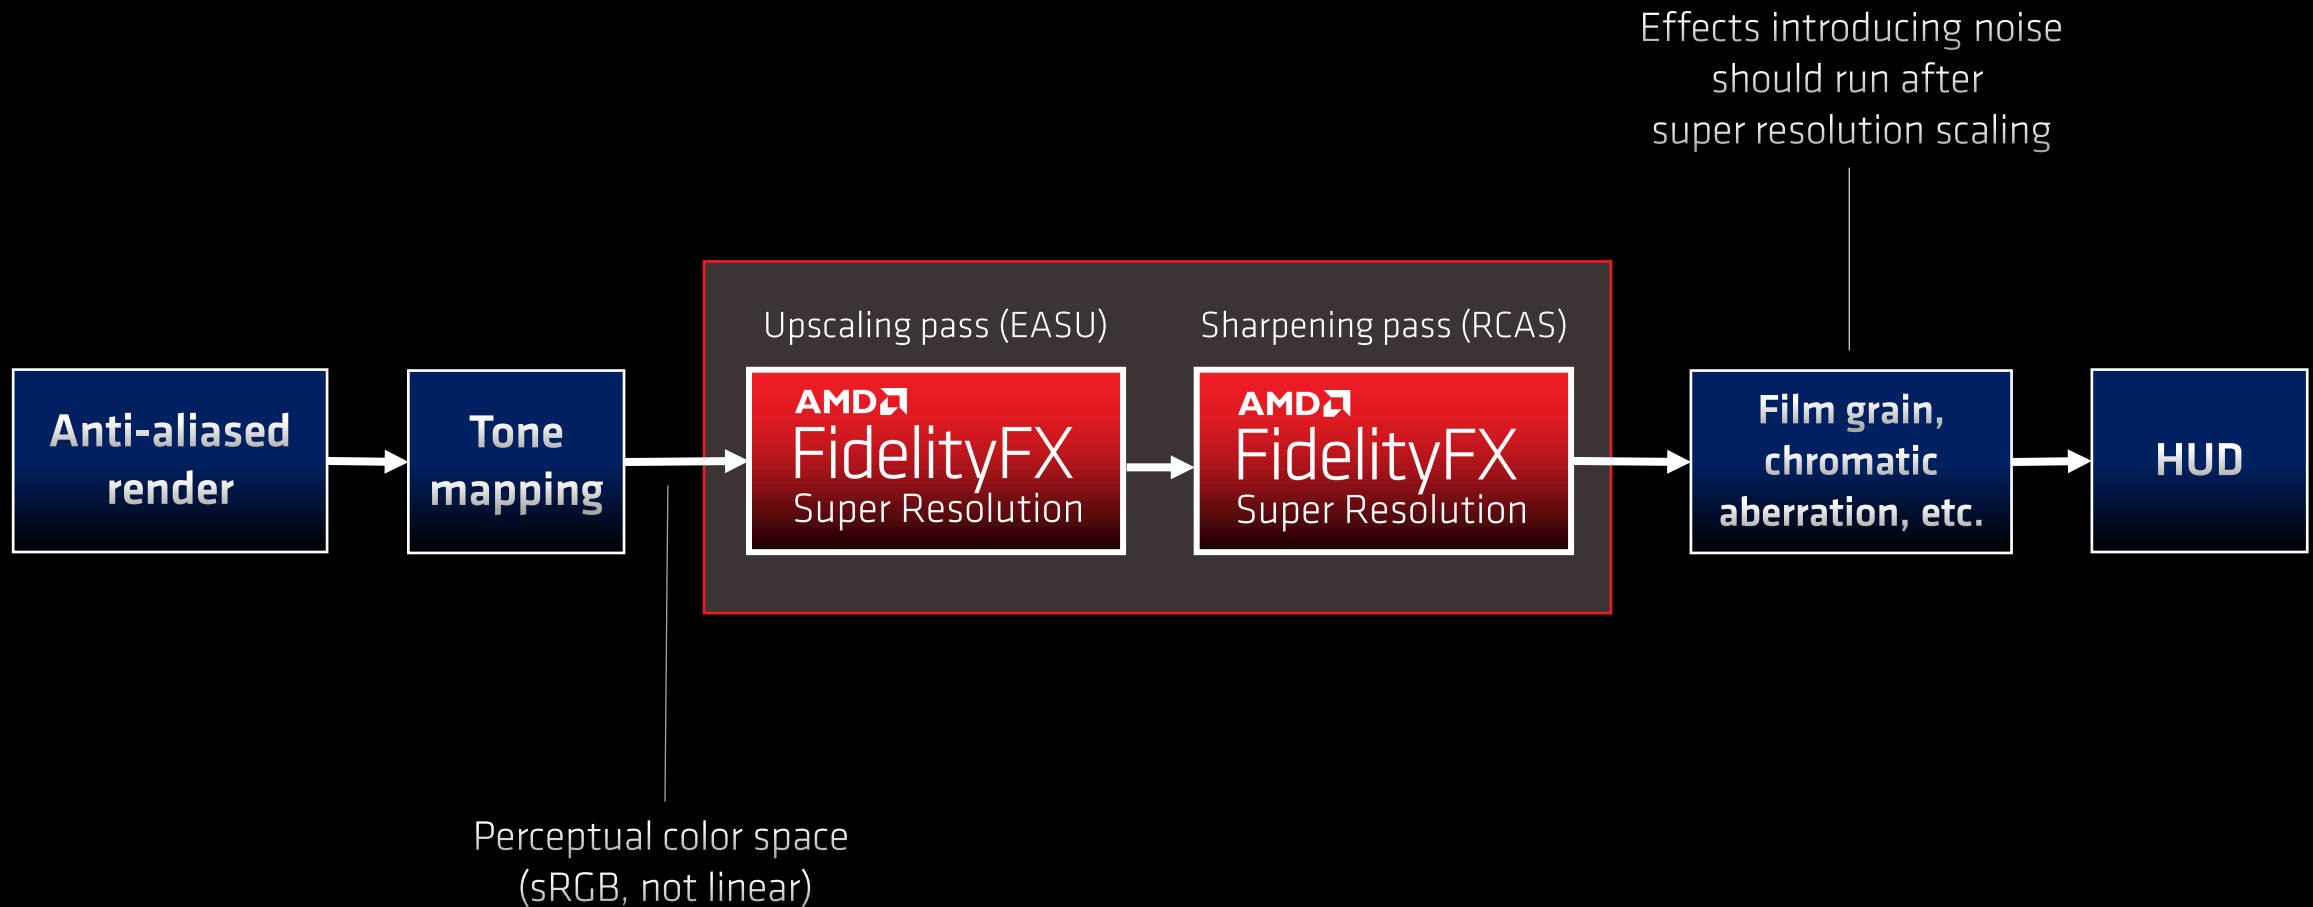 Effects introducing noise
should run after
super resolution scaling
Upscaling pass (EASU)
Sharpening pass (RCAS)
Anti-aliased
render
Tone
mapping
AMD
FidelityFX
Super Resolution
AMD
FidelityFX
Super Resolution
Film grain,
chromatic
aberration, etc.
HUD
Perceptual color space
(sRGB, not linear)